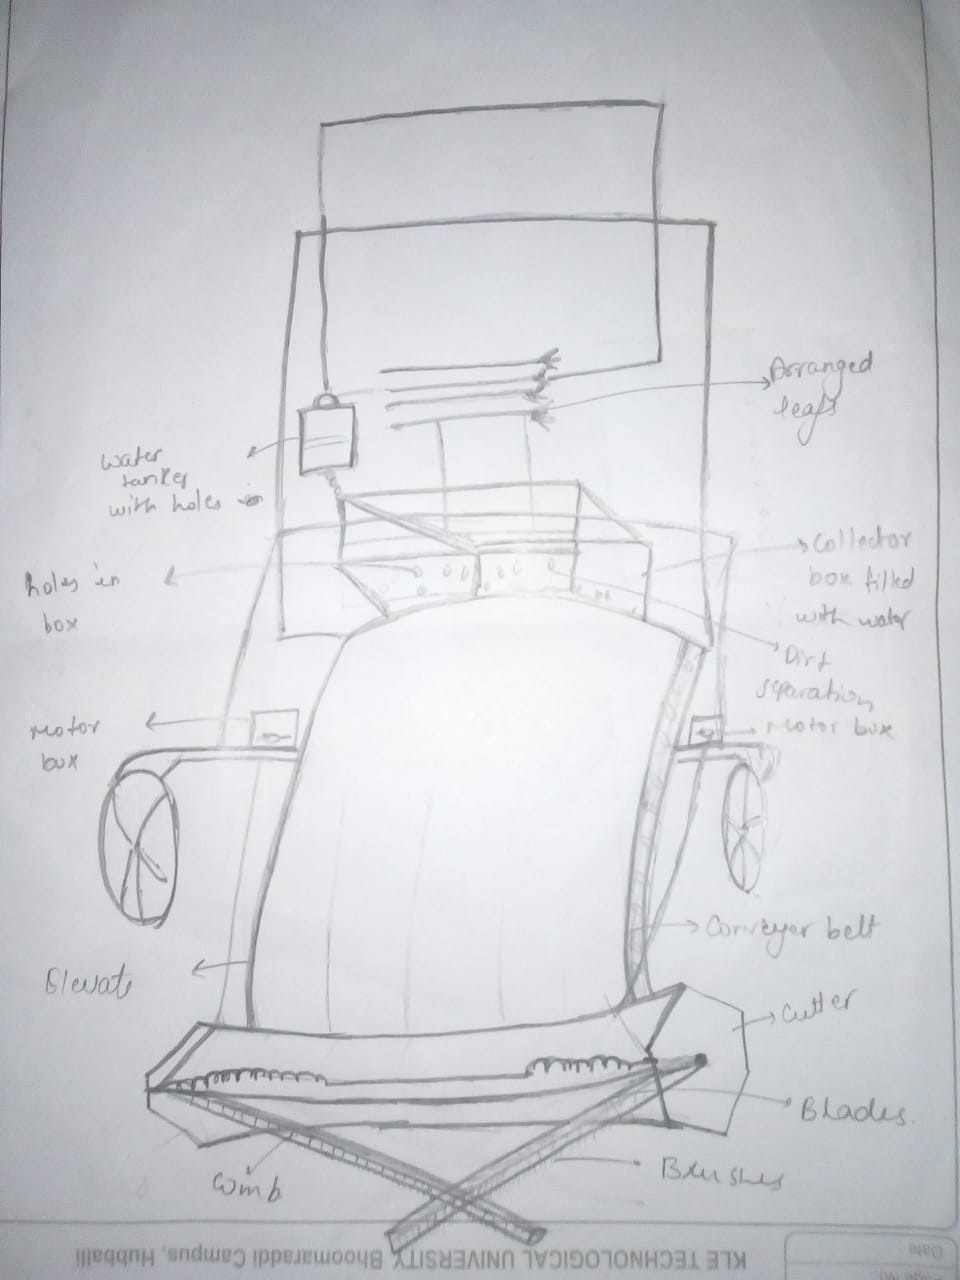 Arranged
leafs
water
tanker
with holes
Collector
box filled
with water
holes in
box
Dirt
separation
Motor box
Motor
box
Conveyor belt
Elevate
Cutter
Blades.
Brushes
Comb
KLE TECHNOLOGICAL UNIVERSITY Bhoomaraddi Campus, Hubballi
Date